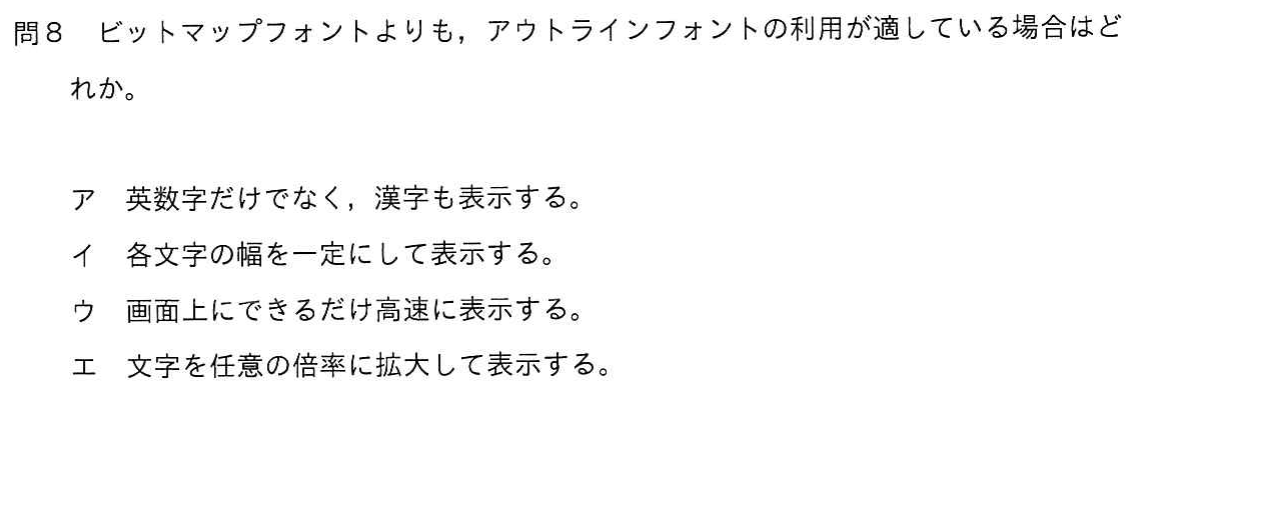 問８　ビットマップフォントよりも，アウトラインフォントの利用が適している場合はど
れか。
ア　英数字だけでなく，漢字も表示する。
イ　各文字の幅を一定にして表示する。
ウ　画面上にできるだけ高速に表示する。
エ　文字を任意の倍率に拡大して表示する。